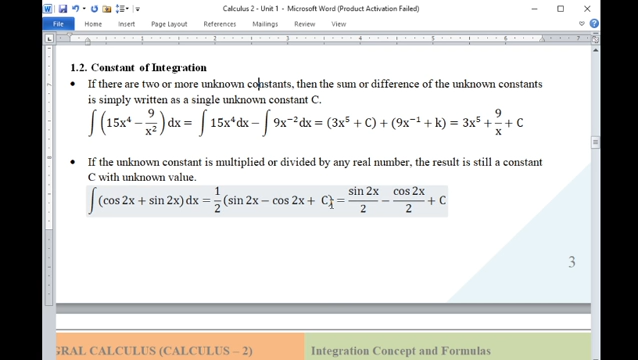 Calculus 2 - Unit 1 - Microsoft Word (Product Activation Failed)
File Home Insert Page Layout References Mailings Review View
1.2. Constant of Integration
• If there are two or more unknown constants, then the sum or difference of the unknown constants
is simply written as a single unknown constant C.
∫(15x⁴ − 9/x²) dx = ∫ 15x⁴dx − ∫ 9x⁻²dx = (3x⁵ + C) + (9x⁻¹ + k) = 3x⁵ + 9/x + C
• If the unknown constant is multiplied or divided by any real number, the result is still a constant
C with unknown value.
∫(cos 2x + sin 2x) dx = 1/2 (sin 2x − cos 2x + C) = sin 2x/2 − cos 2x/2 + C
3
GRAL CALCULUS (CALCULUS – 2) Integration Concept and Formulas